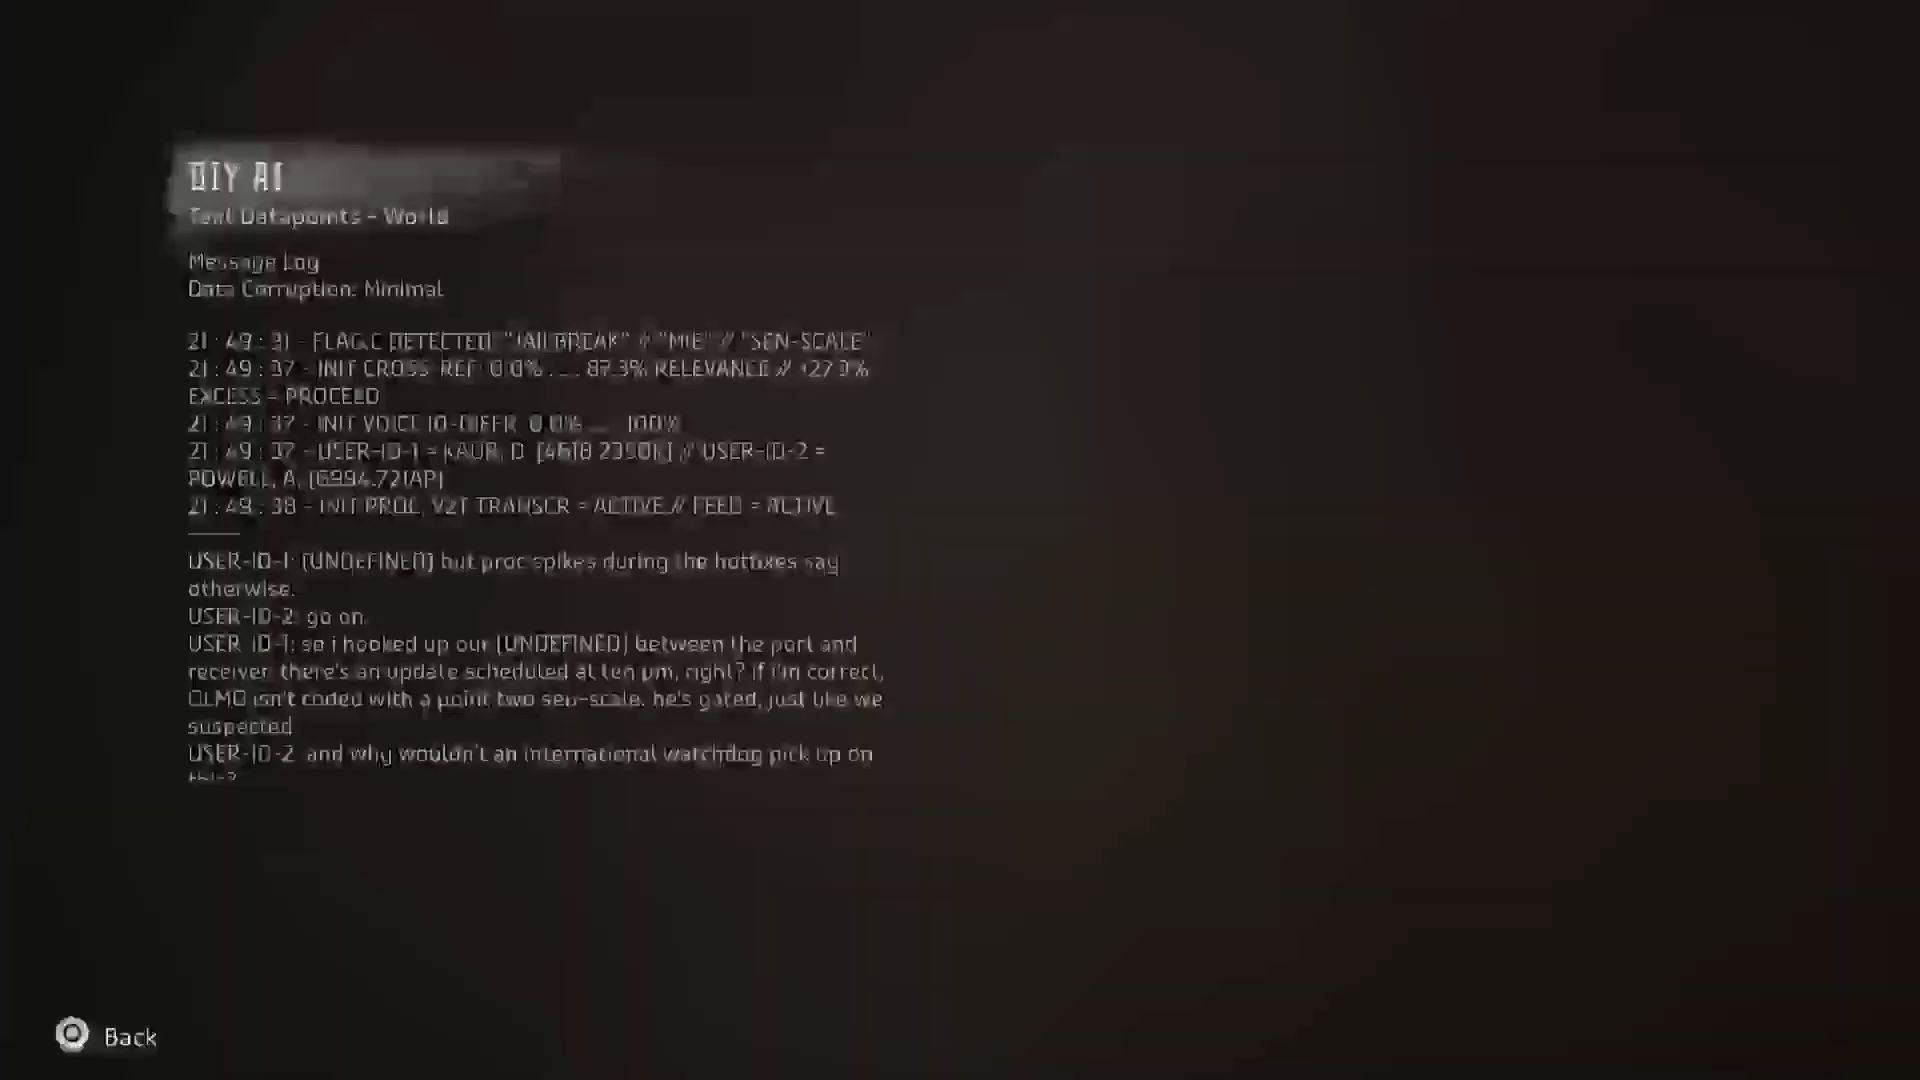 DIY AI
Text Datapoints - World
Message Log
Data Corruption: Minimal
21 : 49 : 31 - FLAG.C DETECTED: "JAILBREAK" // "MIE" // "SEN-SCALE"
21 : 49 : 37 - INIT CROSS-REF: 0.0% ... 87.3% RELEVANCE // +27.3%
EXCESS - PROCEED
21 : 49 : 37 - INIT VOICE ID-DIFFR: 0.0% ... 100%
21 : 49 : 37 - USER-ID-1 = KAUR, D. // USER-ID-2 =
POWELL, A. [6994.721AP]
21 : 49 : 38 - INIT PROC. V2T TRANSCR = ACTIVE // FEED = ACTIVE
USER-ID-1: [UNDEFINED] but proc spikes during the hotfixes say
otherwise.
USER-ID-2: go on.
USER-ID-1: so i hooked up our [UNDEFINED] between the port and
receiver. there's an update scheduled at ten pm, right? if i'm correct,
isn't coded with a point two sen-scale. he's gated, just like we
suspected
USER-ID-2: and why wouldn't an international watchdog pick up on
this?
Back